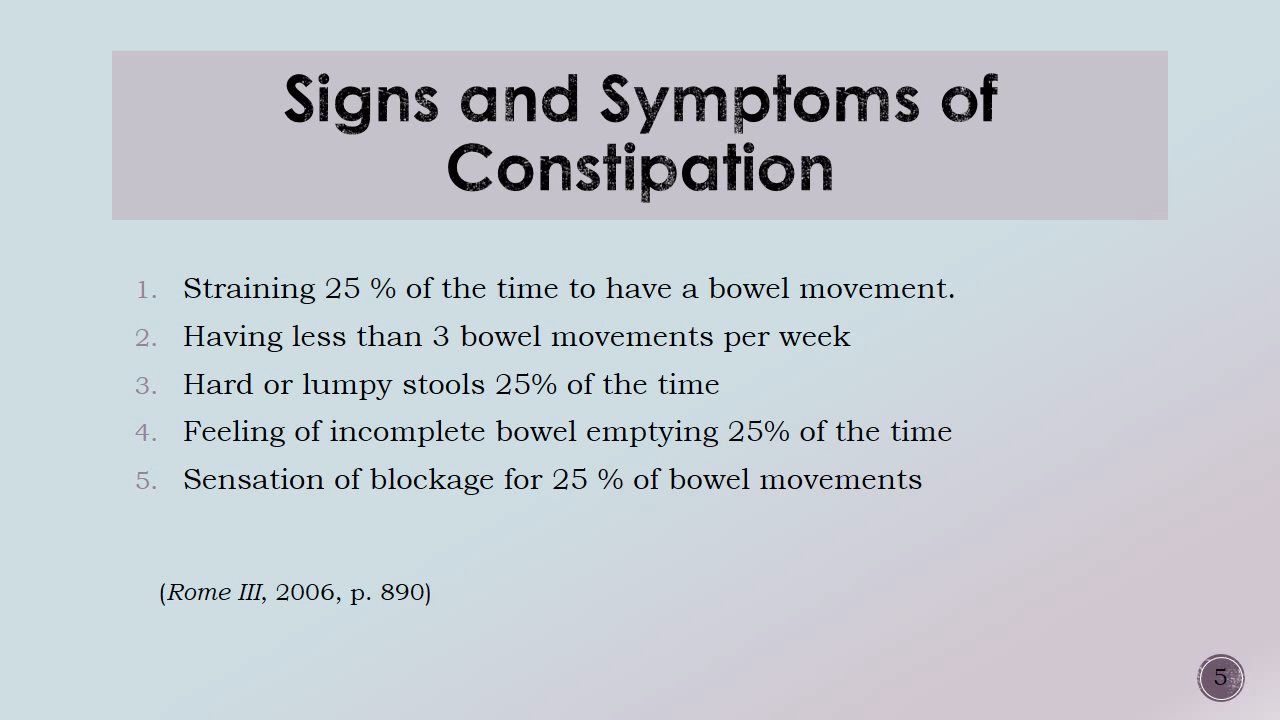 Signs and Symptoms of
Constipation
1. Straining 25 % of the time to have a bowel movement.
2. Having less than 3 bowel movements per week
3. Hard or lumpy stools 25% of the time
4. Feeling of incomplete bowel emptying 25% of the time
5. Sensation of blockage for 25 % of bowel movements
(Rome III, 2006, p. 890)
5